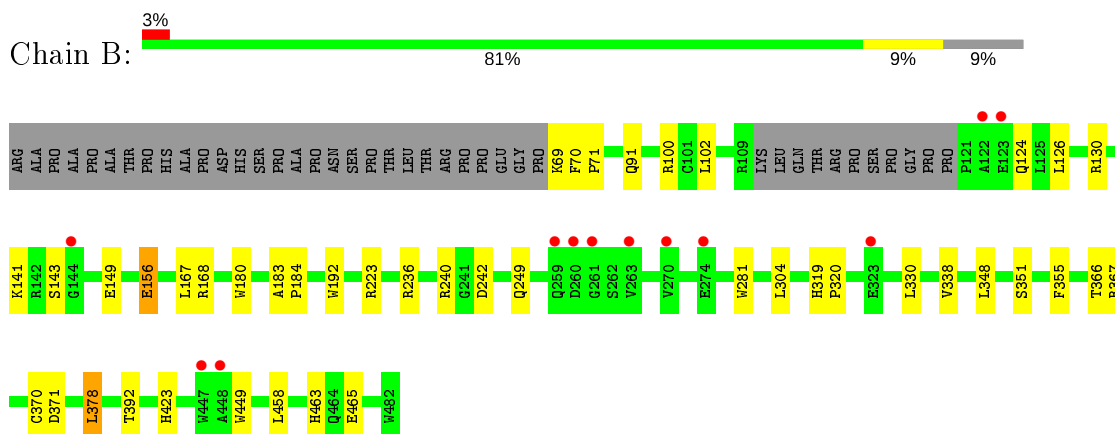 3%
Chain B:
81% 9% 9%
ARG ALA PRO ALA PRO ALA THR PRO HIS ALA PRO ASP HIS SER PRO ALA PRO ASN SER PRO THR LEU THR ARG PRO PRO GLU GLY PRO K69 F70 P71 Q91 R100 C101 L102 R109 LYS LEU GLN THR ARG PRO SER PRO GLY PRO PRO P121 A122 E123 Q124 L125 L126 R130
K141 R142 S143 G144 E149 E156 L167 R168 W180 A183 P184 W192 R223 R236 R240 G241 D242 Q249 Q259 D260 G261 S262 V263 V270 E274 W281 L304 H319 P320 E323 L330 V338 L348 S351 F355 T366 R367
C370 D371 L378 T392 H423 W447 A448 W449 L458 H463 Q464 E465 W482